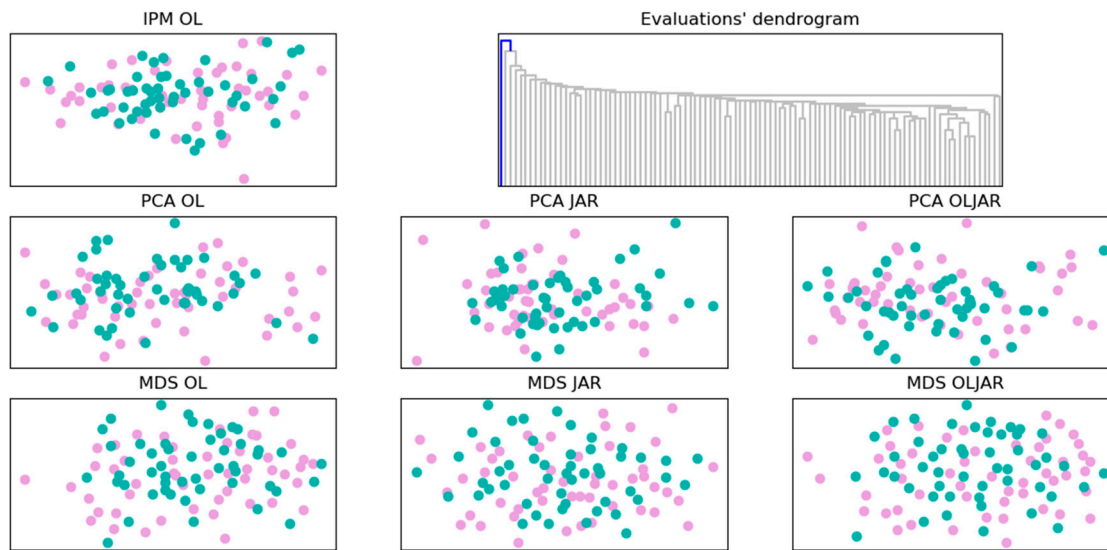 IPM OL
Evaluations' dendrogram
PCA OL
PCA JAR
PCA OLJAR
MDS OL
MDS JAR
MDS OLJAR